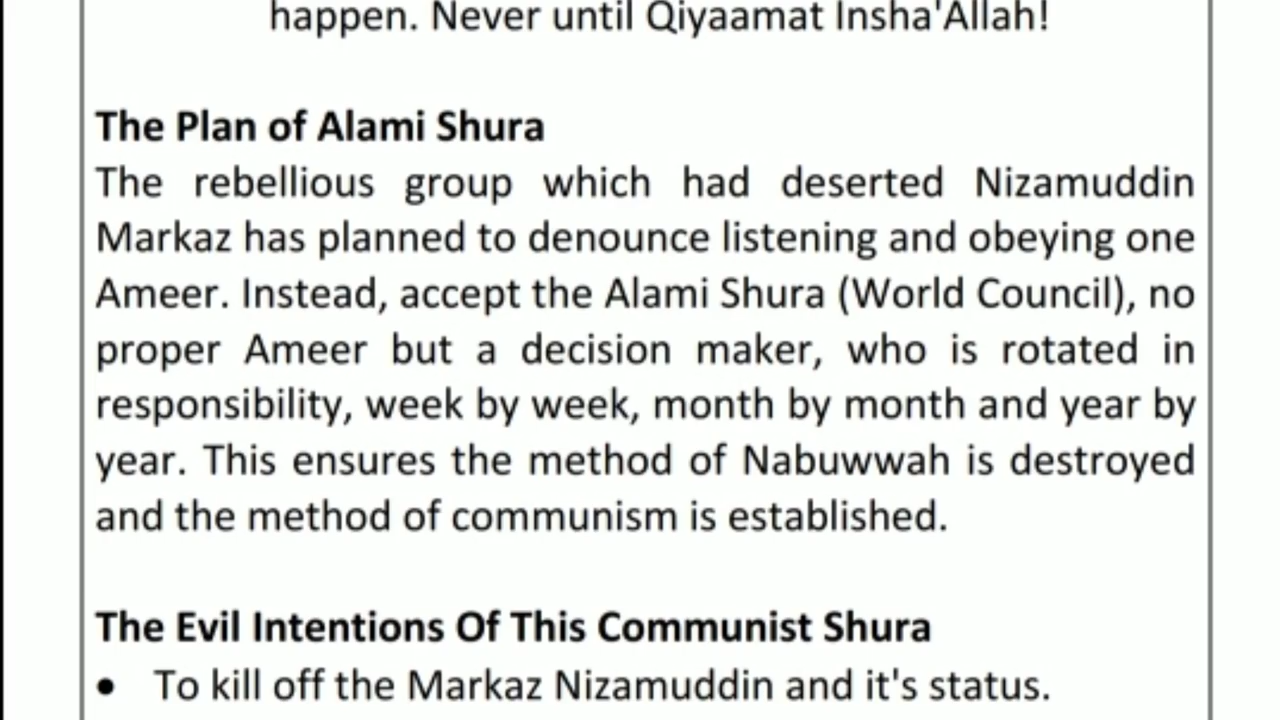 happen. Never until Qiyaamat Insha'Allah!
The Plan of Alami Shura
The rebellious group which had deserted Nizamuddin
Markaz has planned to denounce listening and obeying one
Ameer. Instead, accept the Alami Shura (World Council), no
proper Ameer but a decision maker, who is rotated in
responsibility, week by week, month by month and year by
year. This ensures the method of Nabuwwah is destroyed
and the method of communism is established.
The Evil Intentions Of This Communist Shura
• To kill off the Markaz Nizamuddin and it's status.